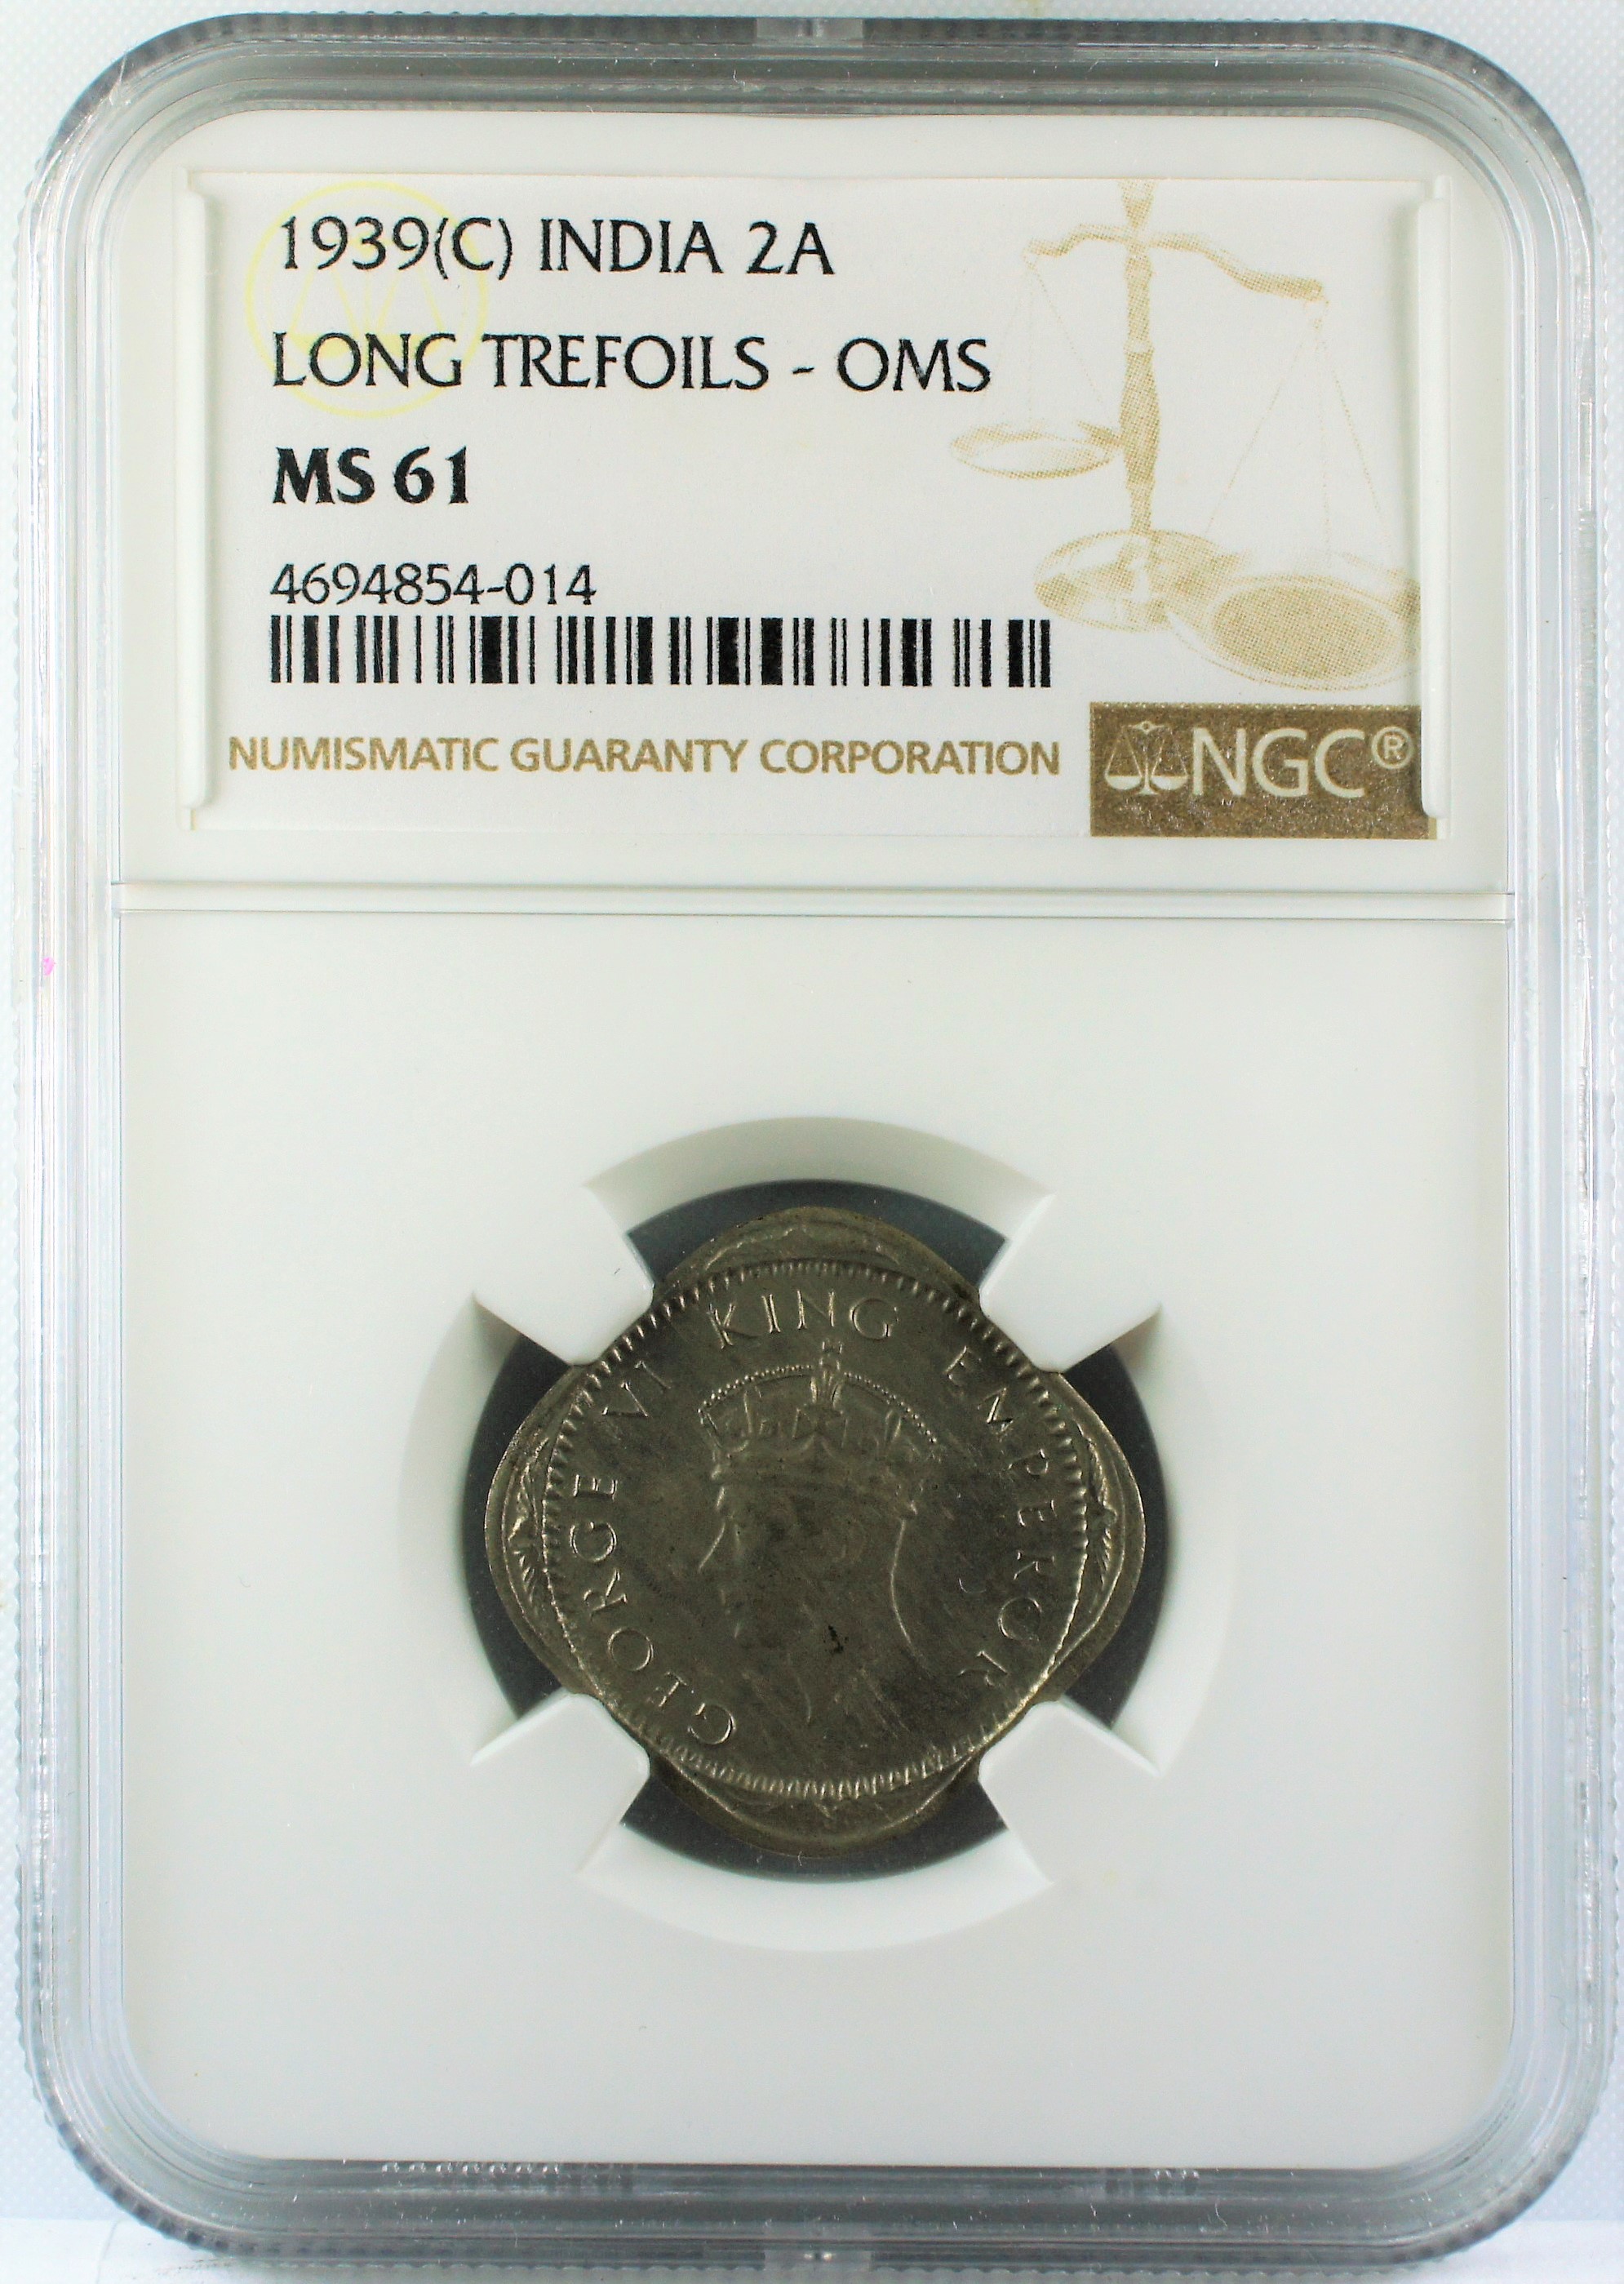 1939(C) INDIA 2A
LONG TREFOILS - OMS
MS 61
4694854-014
NUMISMATIC GUARANTY CORPORATION
NGC®
GEORGE VI KING EMPEROR